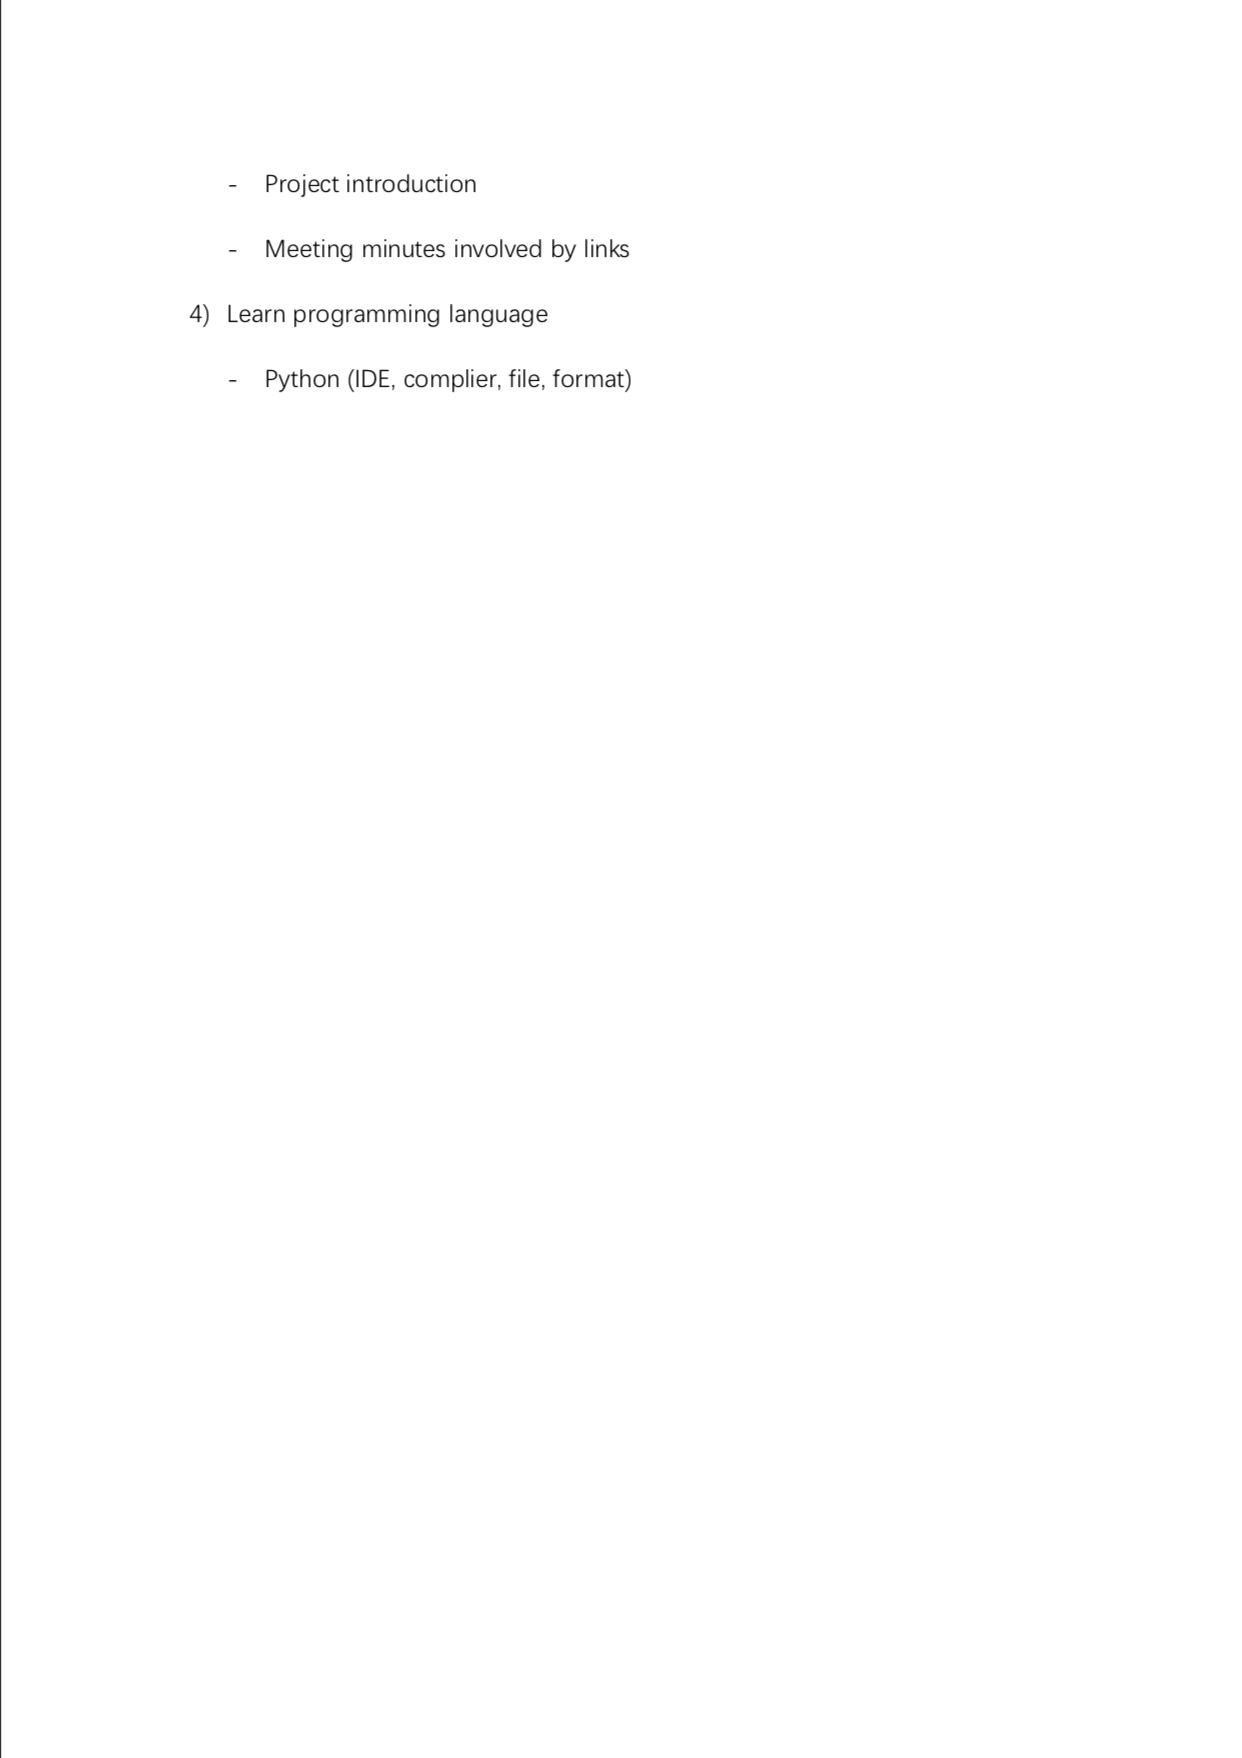 - Project introduction
- Meeting minutes involved by links
4) Learn programming language
- Python (IDE, complier, file, format)